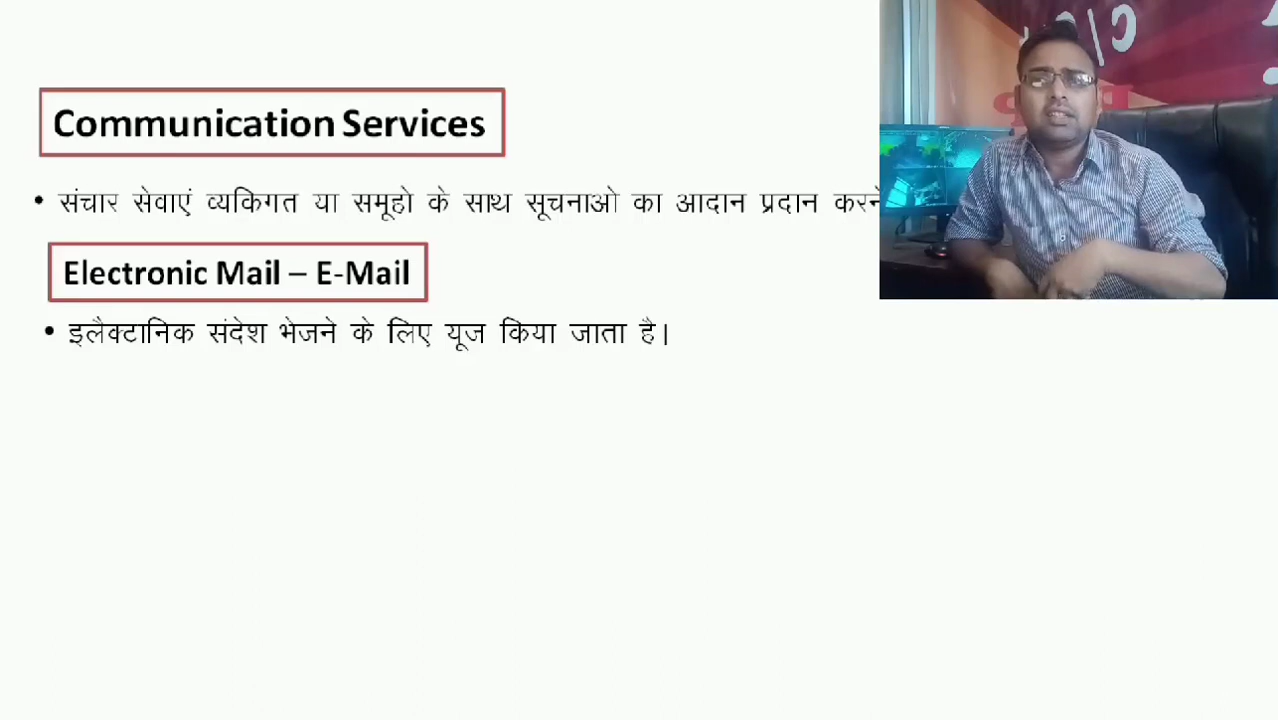 Communication Services
• संचार सेवाएं व्यकिगत या समूहो के साथ सूचनाओ का आदान प्रदान करने
Electronic Mail – E-Mail
• इलैक्टानिक संदेश भेजने के लिए यूज किया जाता है।